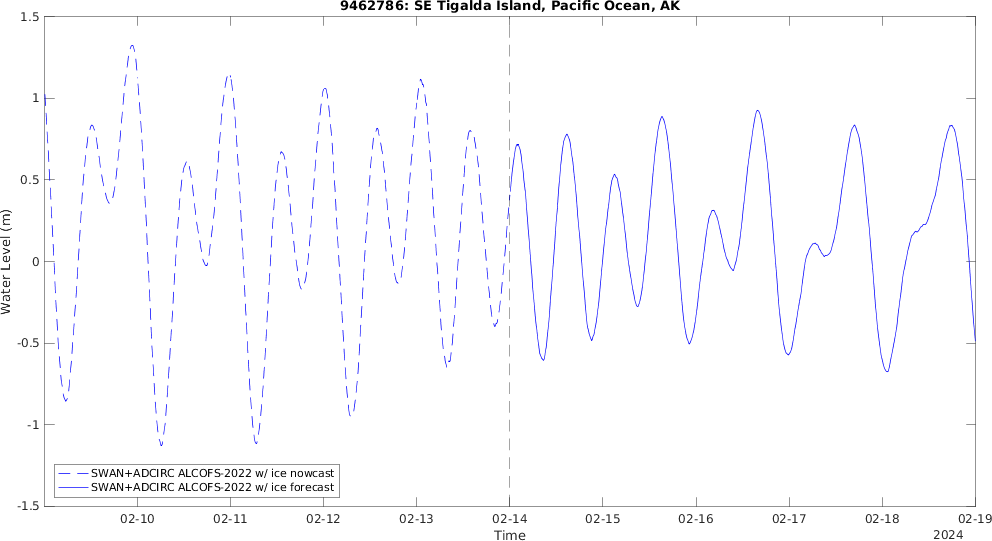 9462786: SE Tigalda Island, Pacific Ocean, AK
1.5
1
0.5
0
-0.5
-1
-1.5
Water Level (m)
SWAN+ADCIRC ALCOFS-2022 w/ ice nowcast
SWAN+ADCIRC ALCOFS-2022 w/ ice forecast
02-10 02-11 02-12 02-13 02-14 02-15 02-16 02-17 02-18 02-19
Time
2024